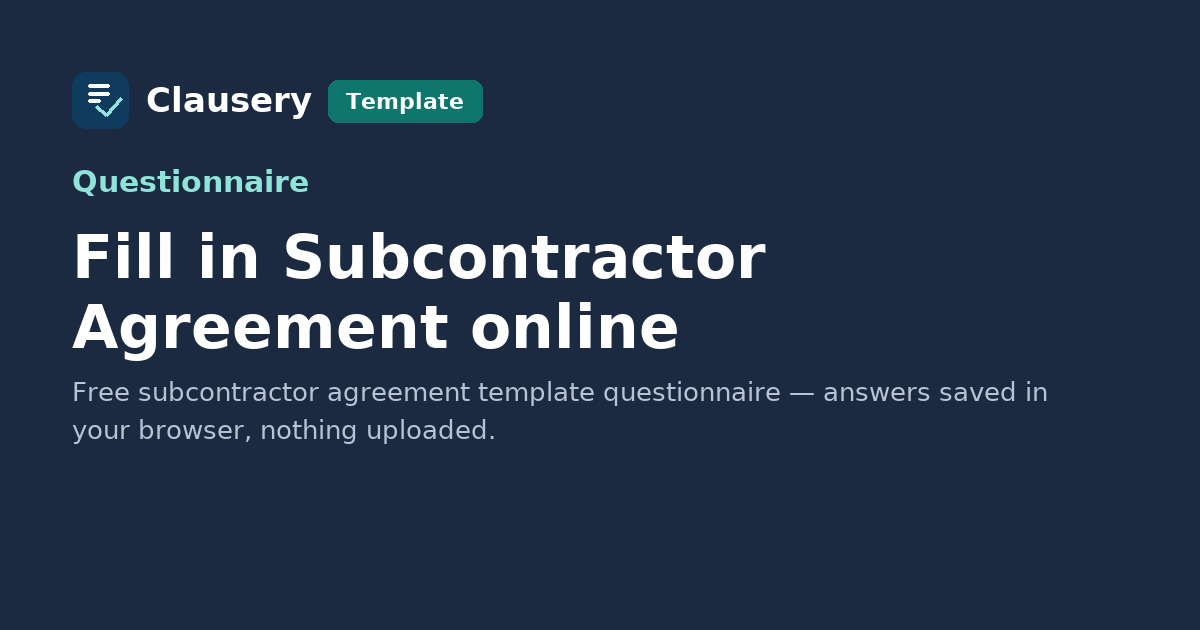 Clausery Template
Questionnaire
Fill in Subcontractor
Agreement online
Free subcontractor agreement template questionnaire — answers saved in
your browser, nothing uploaded.